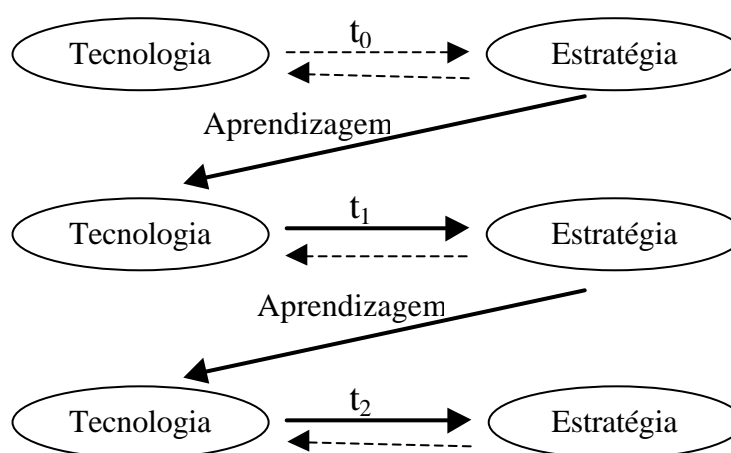 t₀
Tecnologia Estratégia
Aprendizagem
t₁
Tecnologia Estratégia
Aprendizagem
t₂
Tecnologia Estratégia